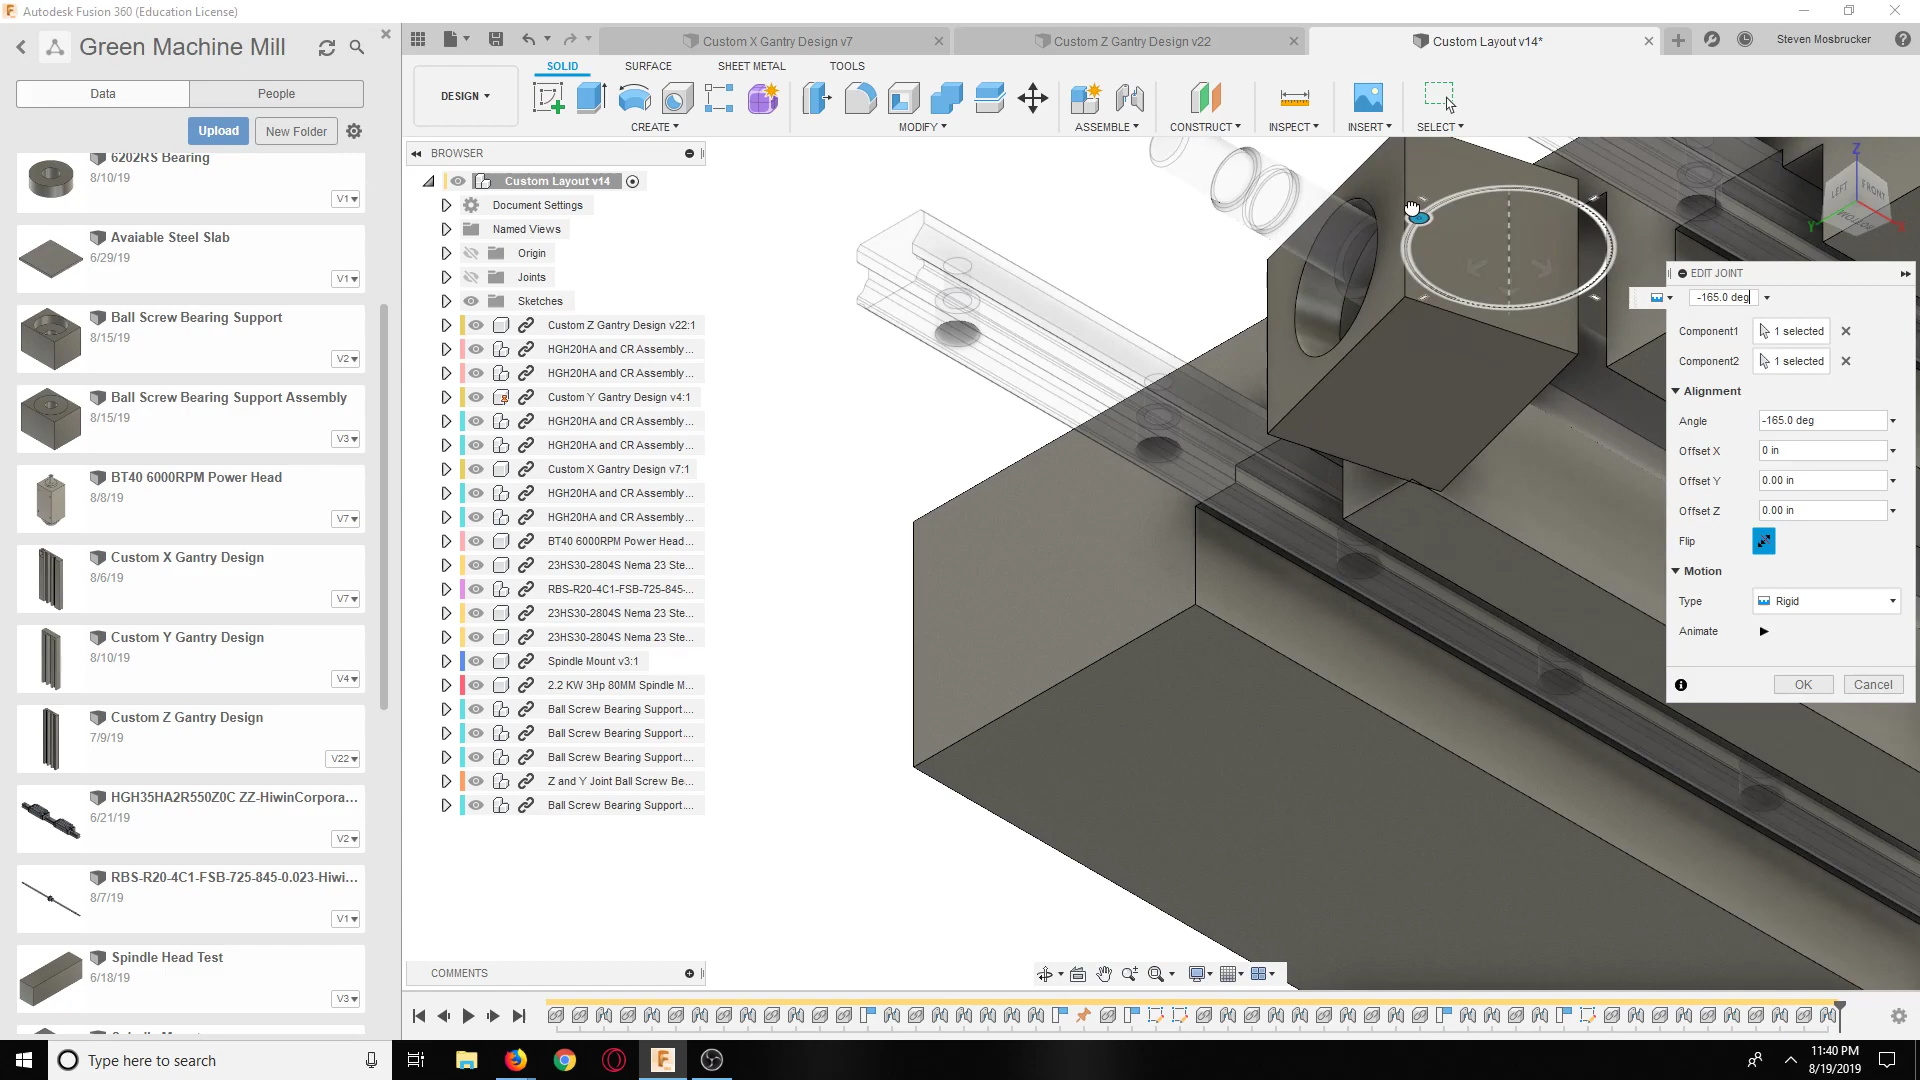 Autodesk Fusion 360 (Education License)
Green Machine Mill
Data
People
Upload
New Folder
6202RS Bearing
8/10/19
V1
Avaiable Steel Slab
6/29/19
V1
Ball Screw Bearing Support
8/15/19
V2
Ball Screw Bearing Support Assembly
8/15/19
V3
BT40 6000RPM Power Head
8/8/19
V7
Custom X Gantry Design
8/6/19
V7
Custom Y Gantry Design
8/10/19
V4
Custom Z Gantry Design
7/9/19
V22
HGH35HA2R550Z0C ZZ-HiwinCorpora...
6/21/19
V2
RBS-R20-4C1-FSB-725-845-0.023-Hiwi...
8/7/19
V1
Spindle Head Test
6/18/19
V3
Custom X Gantry Design v7
Custom Z Gantry Design v22
Custom Layout v14*
Steven Mosbrucker
DESIGN
SOLID
SURFACE
SHEET METAL
TOOLS
CREATE
MODIFY
ASSEMBLE
CONSTRUCT
INSPECT
INSERT
SELECT
BROWSER
Custom Layout v14
Document Settings
Named Views
Origin
Joints
Sketches
Custom Z Gantry Design v22:1
HGH20HA and CR Assembly...
HGH20HA and CR Assembly...
Custom Y Gantry Design v4:1
HGH20HA and CR Assembly...
HGH20HA and CR Assembly...
Custom X Gantry Design v7:1
HGH20HA and CR Assembly...
HGH20HA and CR Assembly...
BT40 6000RPM Power Head...
23HS30-2804S Nema 23 Ste...
RBS-R20-4C1-FSB-725-845-...
23HS30-2804S Nema 23 Ste...
23HS30-2804S Nema 23 Ste...
Spindle Mount v3:1
2.2 KW 3Hp 80MM Spindle M...
Ball Screw Bearing Support....
Ball Screw Bearing Support....
Ball Screw Bearing Support....
Z and Y Joint Ball Screw Be...
Ball Screw Bearing Support....
COMMENTS
Z
LEFT
FRONT
BOTTOM
Y
X
EDIT JOINT
-165.0 deg
Component1
1 selected
Component2
1 selected
Alignment
Angle
-165.0 deg
Offset X
0 in
Offset Y
0.00 in
Offset Z
0.00 in
Flip
Motion
Type
Rigid
Animate
OK
Cancel
Type here to search
11:40 PM
8/19/2019